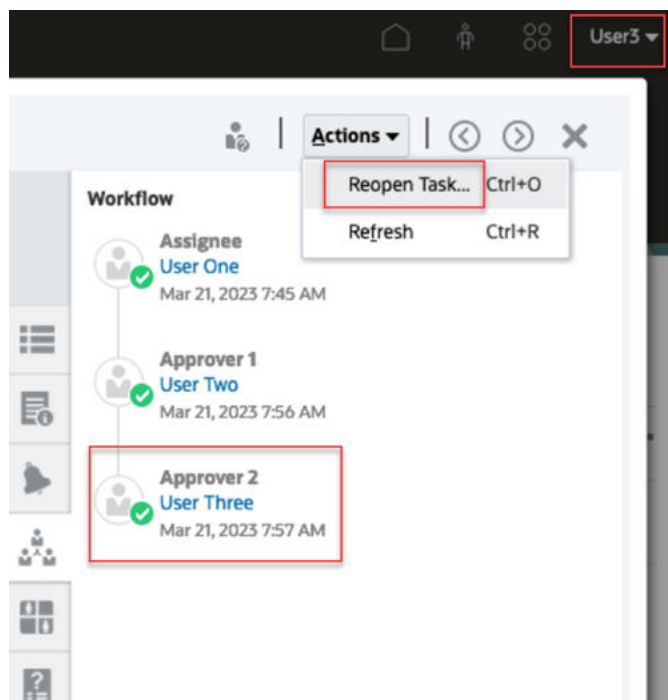 User3
Actions
Reopen Task... Ctrl+O
Refresh Ctrl+R
Workflow
Assignee
User One
Mar 21, 2023 7:45 AM
Approver 1
User Two
Mar 21, 2023 7:56 AM
Approver 2
User Three
Mar 21, 2023 7:57 AM